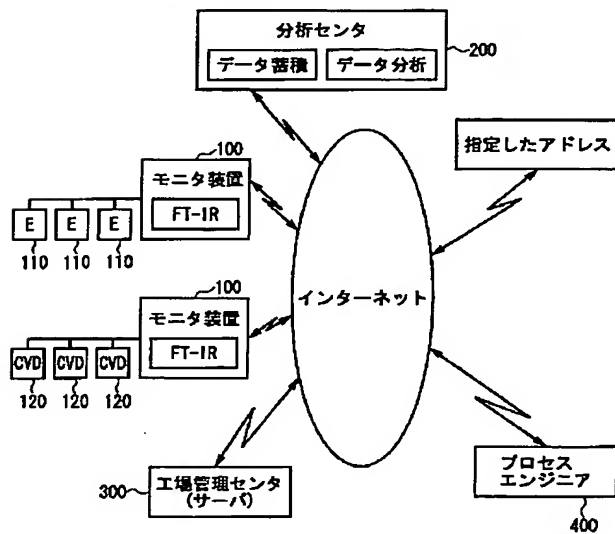 分析センタ
データ蓄積 データ分析
200
指定したアドレス
100
モニタ装置
FT-IR
E E E
110 110 110
インターネット
100
モニタ装置
FT-IR
CVD CVD CVD
120 120 120
300
工場管理センタ
(サーバ)
プロセス
エンジニア
400